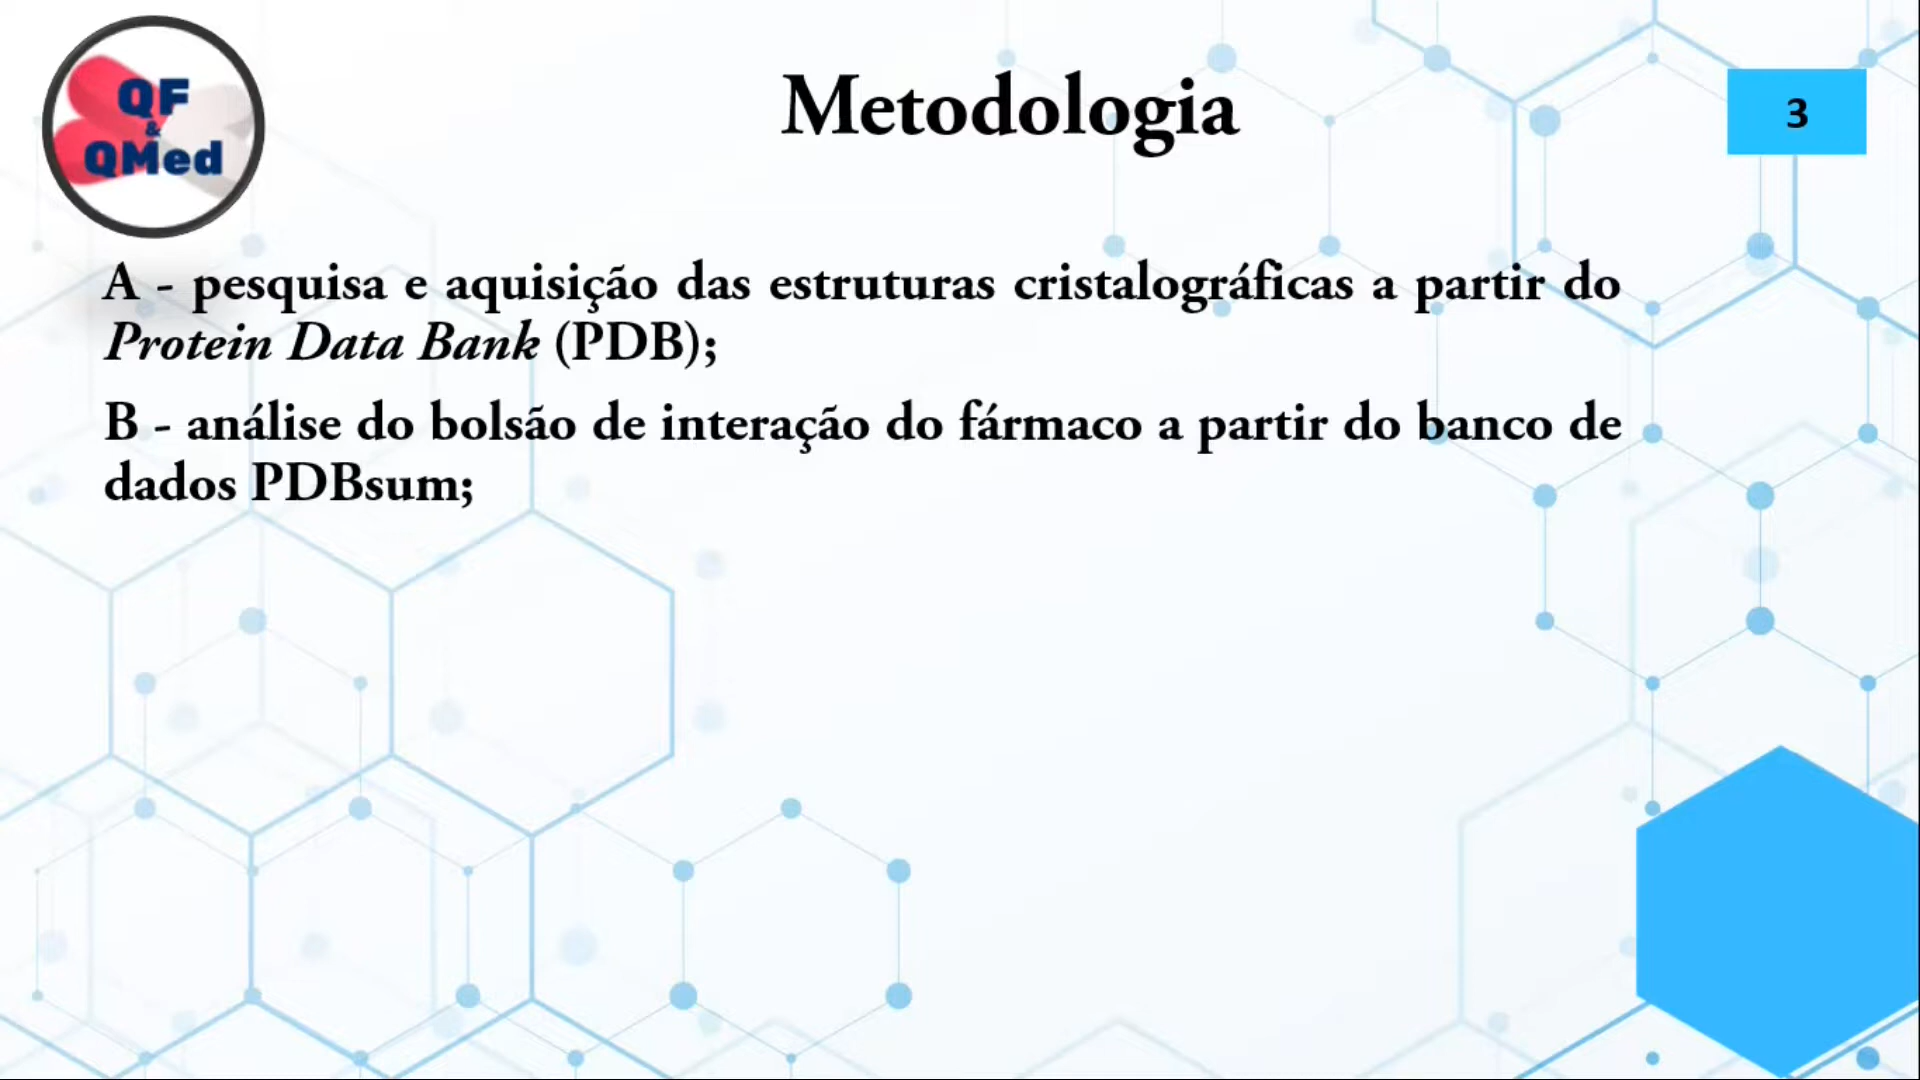 QF
&
QMed
Metodologia
3
A - pesquisa e aquisição das estruturas cristalográficas a partir do
Protein Data Bank (PDB);
B - análise do bolsão de interação do fármaco a partir do banco de
dados PDBsum;